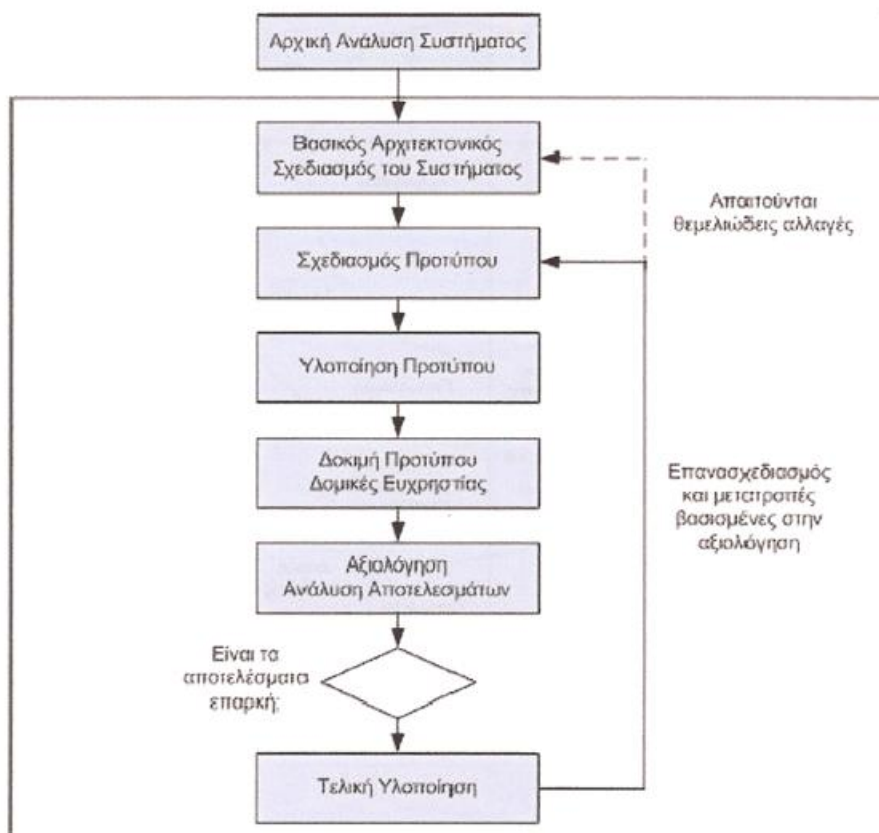 Αρχική Ανάλυση Συστήματος
Βασικός Αρχιτεκτονικός
Σχεδιασμός του Συστήματος
Απαιτούνται
θεμελιώδεις αλλαγές
Σχεδιασμός Προτύπου
Υλοποίηση Προτύπου
Δοκιμή Προτύπου
Δομικές Ευχρηστίας
Επανασχεδιασμός
και μετατροπές
βασισμένες στην
αξιολόγηση
Αξιολόγηση
Ανάλυση Αποτελεσμάτων
Είναι τα
αποτελέσματα
επαρκή;
Τελική Υλοποίηση